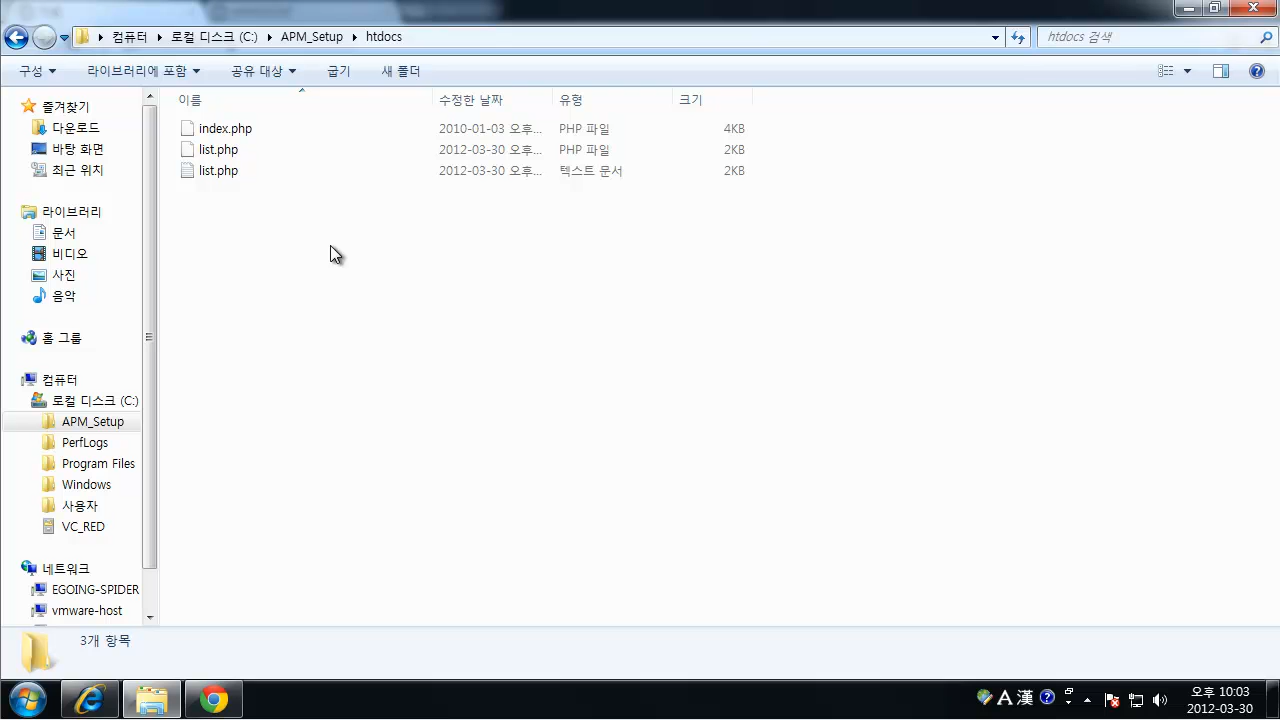 컴퓨터 로컬 디스크 (C:) APM_Setup htdocs
htdocs 검색
구성 라이브러리에 포함 공유 대상 굽기 새 폴더
이름 수정한 날짜 유형 크기
index.php 2010-01-03 오후... PHP 파일 4KB
list.php 2012-03-30 오후... PHP 파일 2KB
list.php 2012-03-30 오후... 텍스트 문서 2KB
즐겨찾기
다운로드
바탕 화면
최근 위치
라이브러리
문서
비디오
사진
음악
홈 그룹
컴퓨터
로컬 디스크 (C:)
APM_Setup
PerfLogs
Program Files
Windows
사용자
VC_RED
네트워크
EGOING-SPIDER
vmware-host
3개 항목
A 漢
오후 10:03
2012-03-30